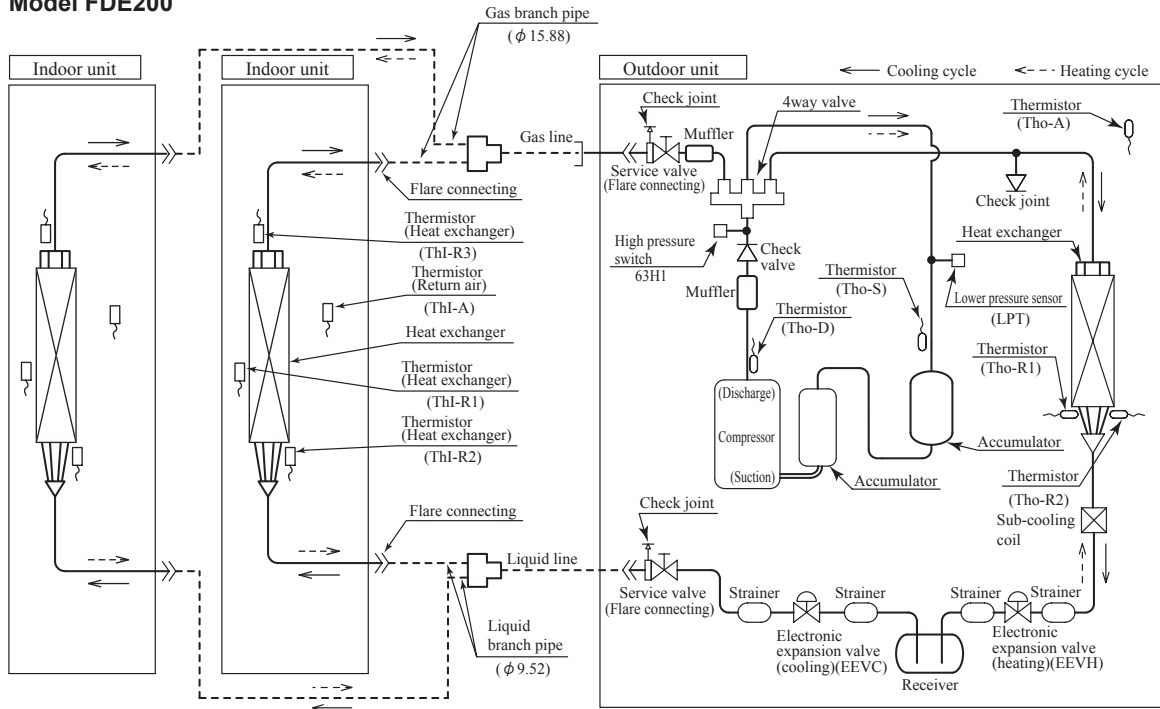 Model FDE200
Gas branch pipe
(ϕ 15.88)
Indoor unit
Indoor unit
Outdoor unit
Cooling cycle
Heating cycle
Check joint
4way valve
Thermistor
(Tho-A)
Muffler
Gas line
Service valve
(Flare connecting)
Flare connecting
Check joint
Thermistor
(Heat exchanger)
(ThI-R3)
High pressure
switch
63H1
Check
valve
Heat exchanger
Thermistor
(Return air)
(ThI-A)
Muffler
Thermistor
(Tho-S)
Lower pressure sensor
(LPT)
Thermistor
(Tho-D)
Heat exchanger
Thermistor
(Tho-R1)
Thermistor
(Heat exchanger)
(ThI-R1)
(Discharge)
Compressor
(Suction)
Thermistor
(Heat exchanger)
(ThI-R2)
Accumulator
Accumulator
Thermistor
(Tho-R2)
Flare connecting
Check joint
Sub-cooling
coil
Liquid line
Service valve
(Flare connecting)
Strainer
Strainer
Strainer
Strainer
Liquid
branch pipe
(ϕ9.52)
Electronic
expansion valve
(cooling)(EEVC)
Electronic
expansion valve
(heating)(EEVH)
Receiver